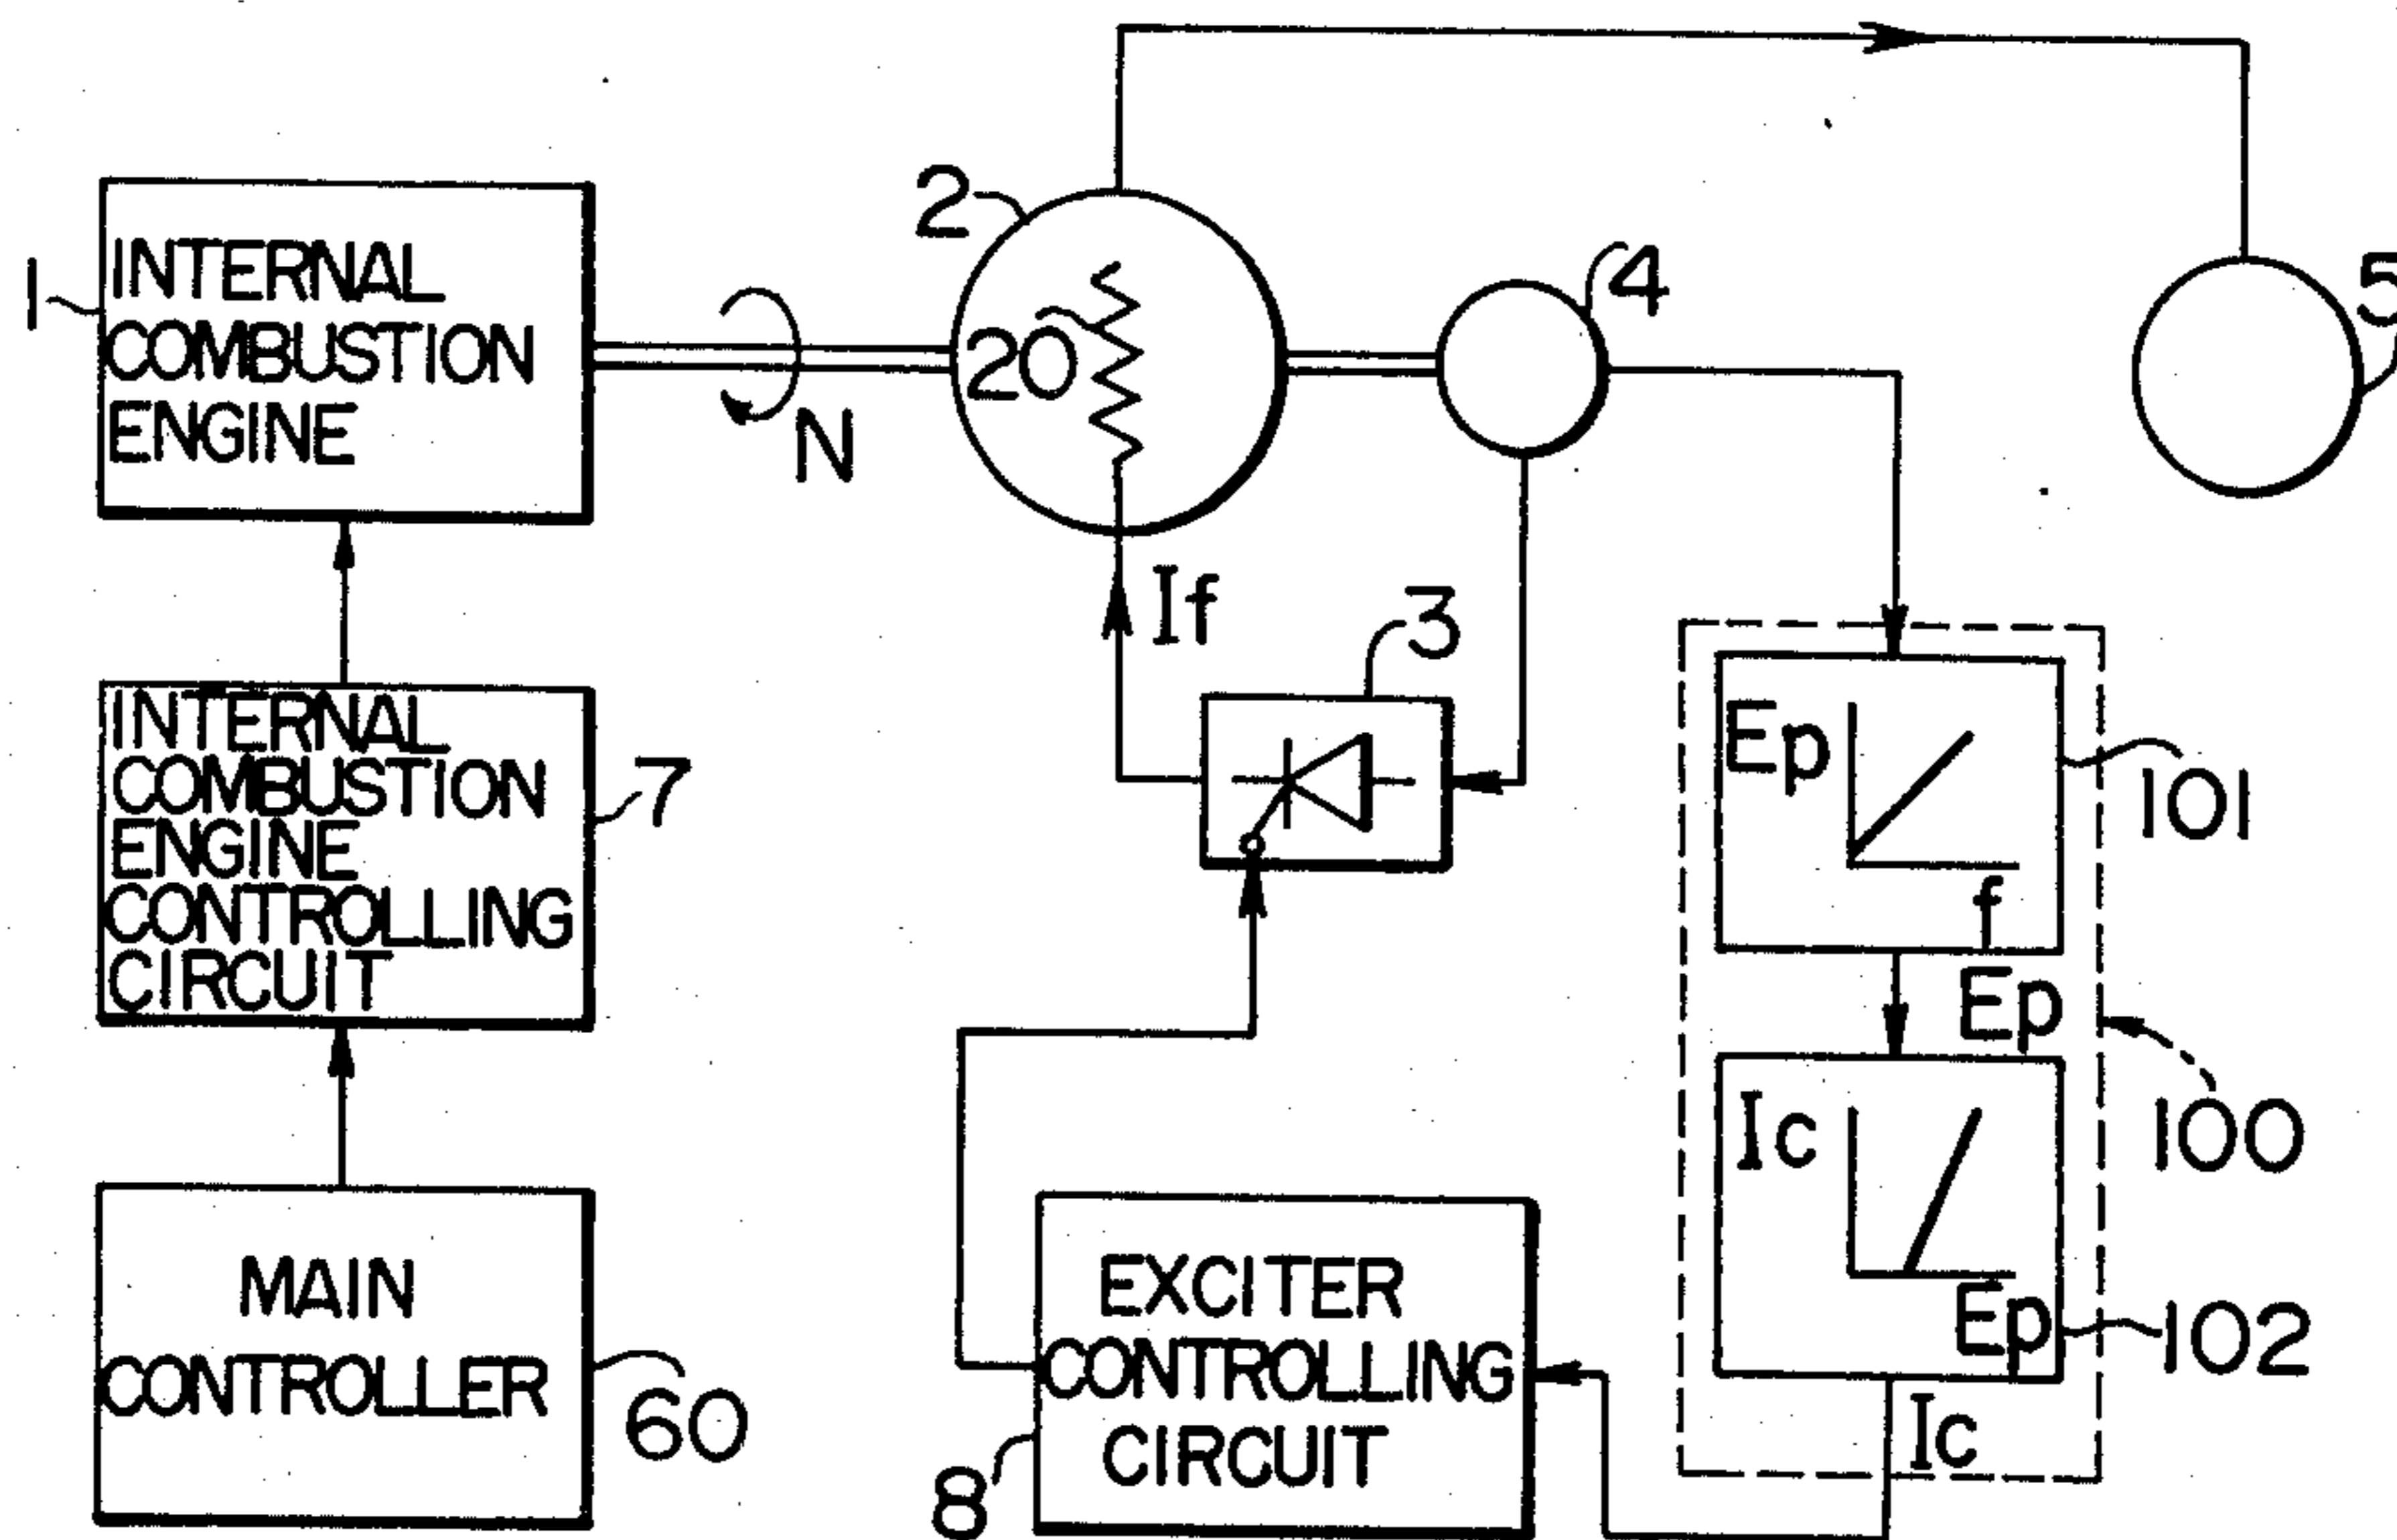 1
INTERNAL
COMBUSTION
ENGINE
N
2
20
4
5
If
3
INTERNAL
COMBUSTION
ENGINE
CONTROLLING
CIRCUIT
7
Ep
f
101
Ep
100
Ic
Ep
102
Ic
MAIN
CONTROLLER
60
EXCITER
CONTROLLING
CIRCUIT
8